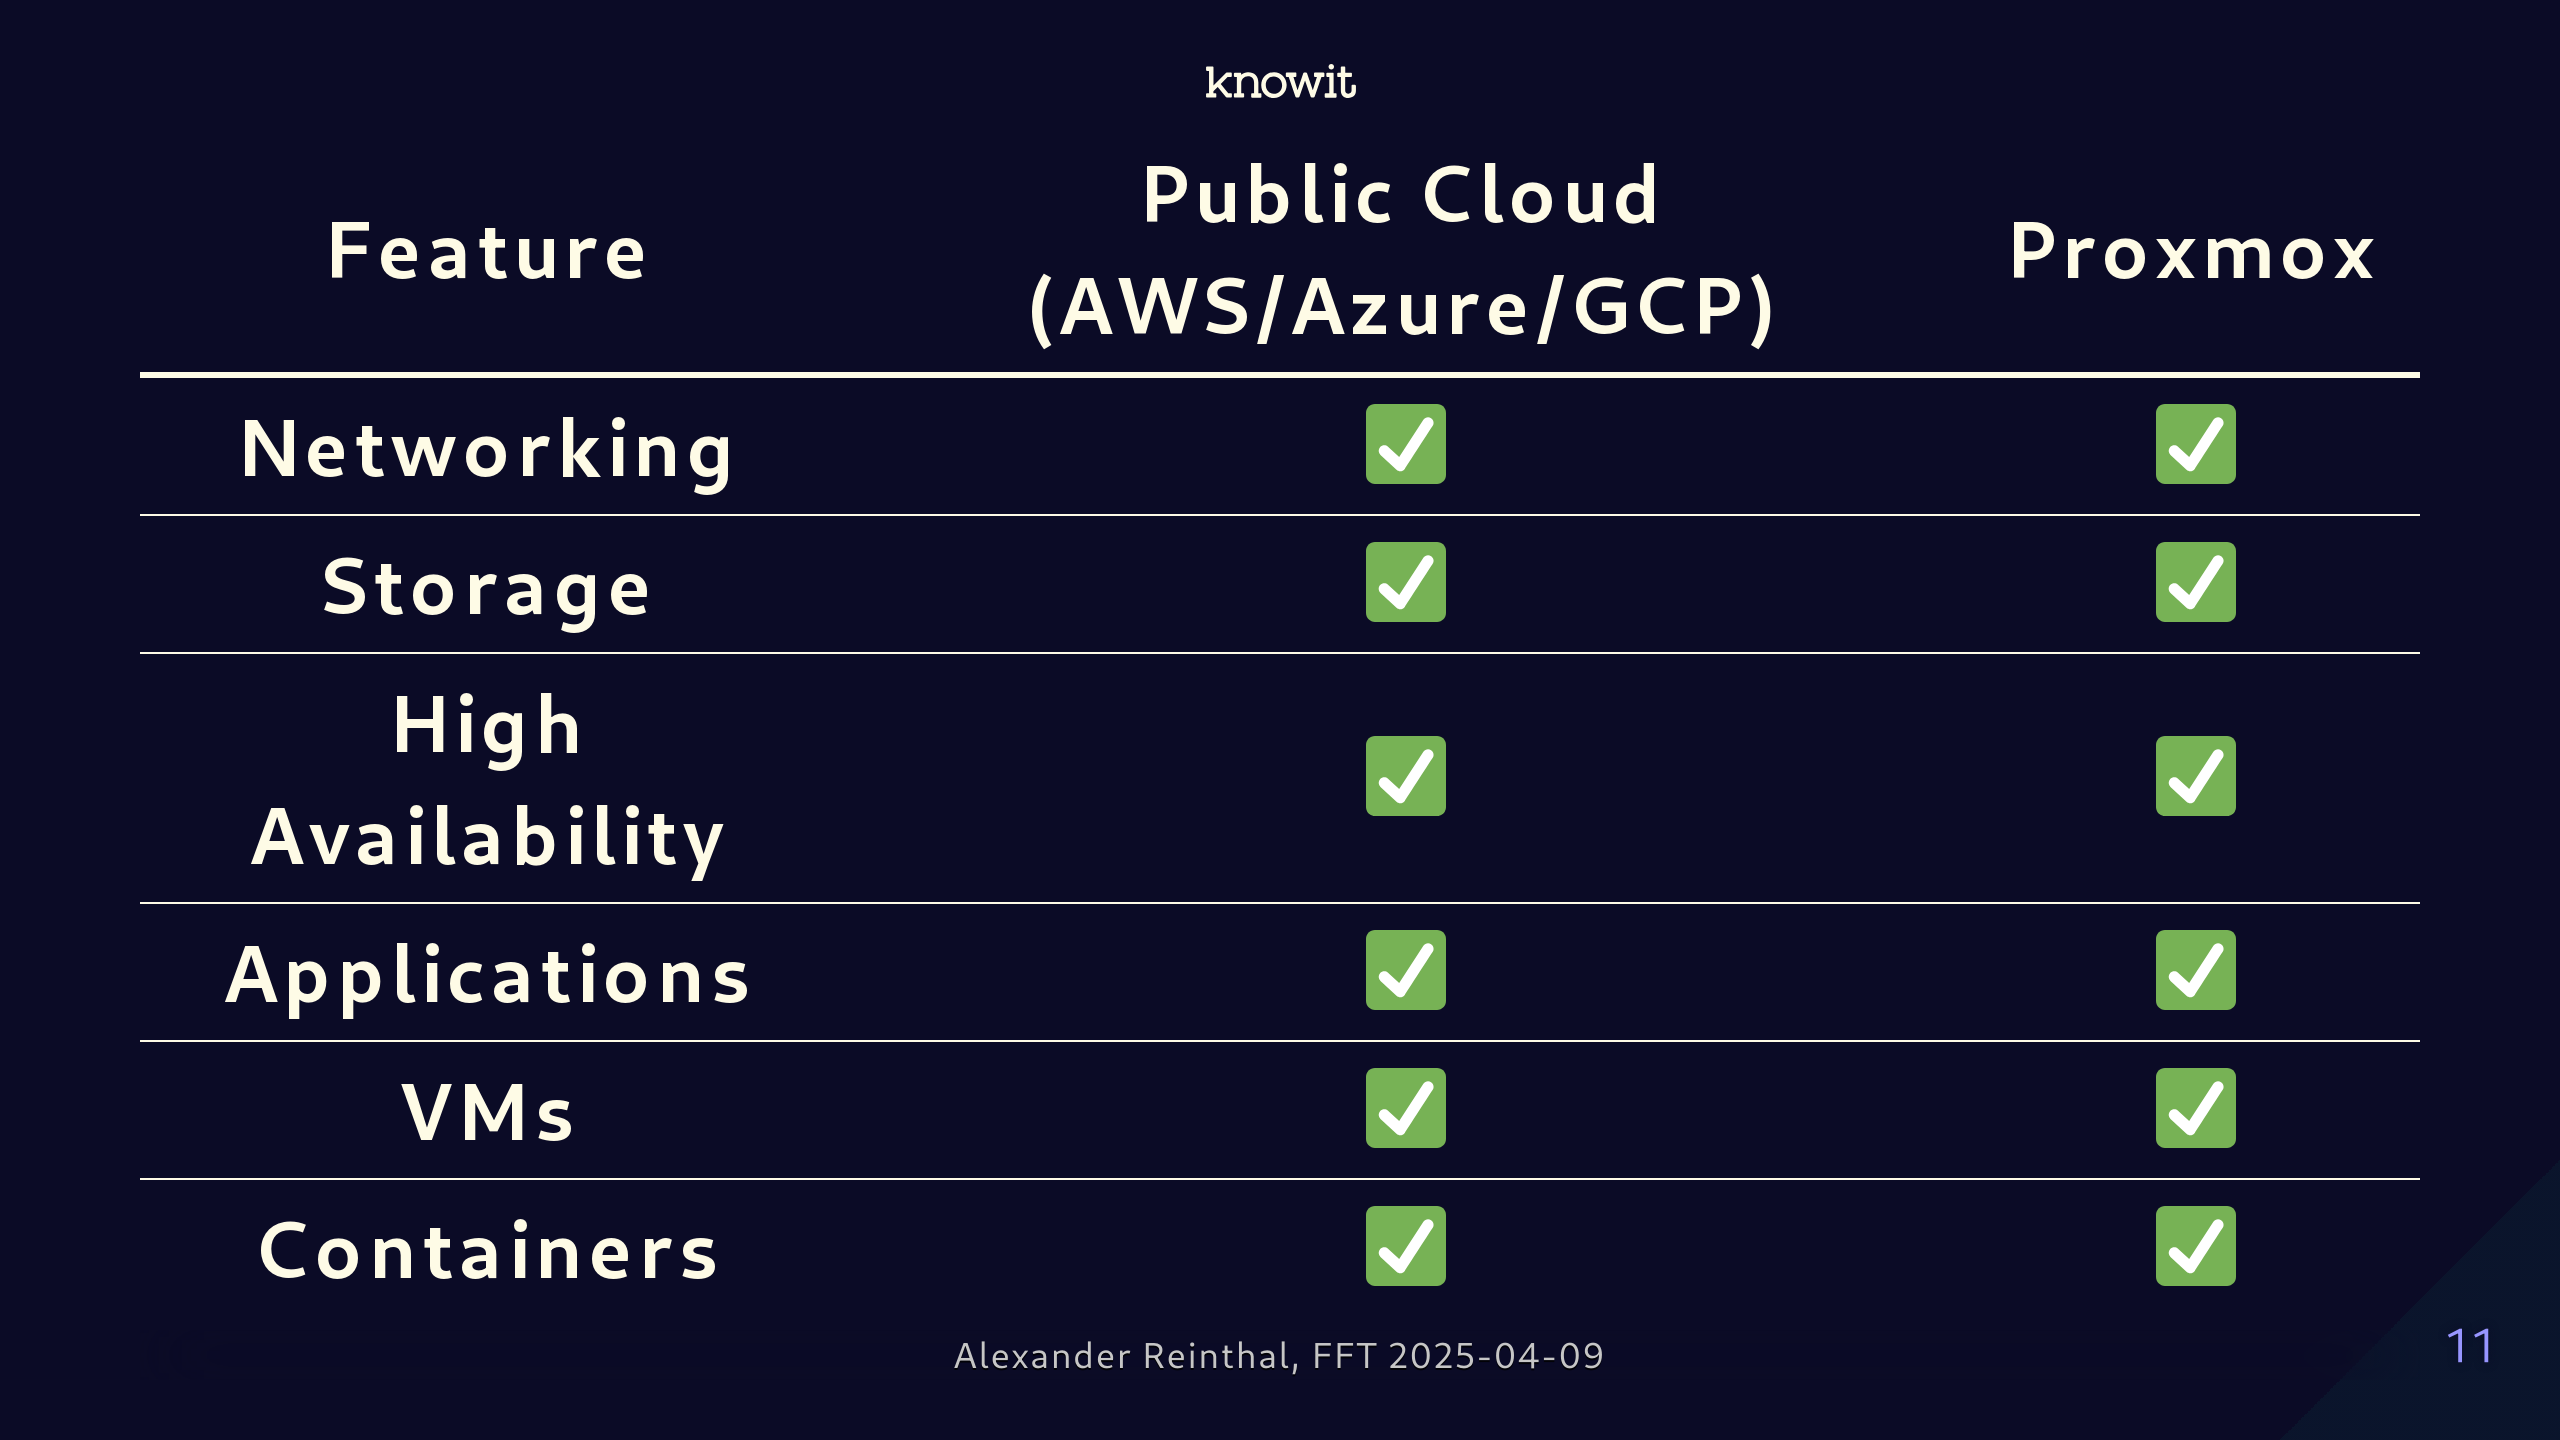 knowit
Feature
Public Cloud
(AWS/Azure/GCP)
Proxmox
Networking ✅ ✅
Storage ✅ ✅
High
Availability ✅ ✅
Applications ✅ ✅
VMs ✅ ✅
Containers ✅ ✅
Alexander Reinthal, FFT 2025-04-09
11